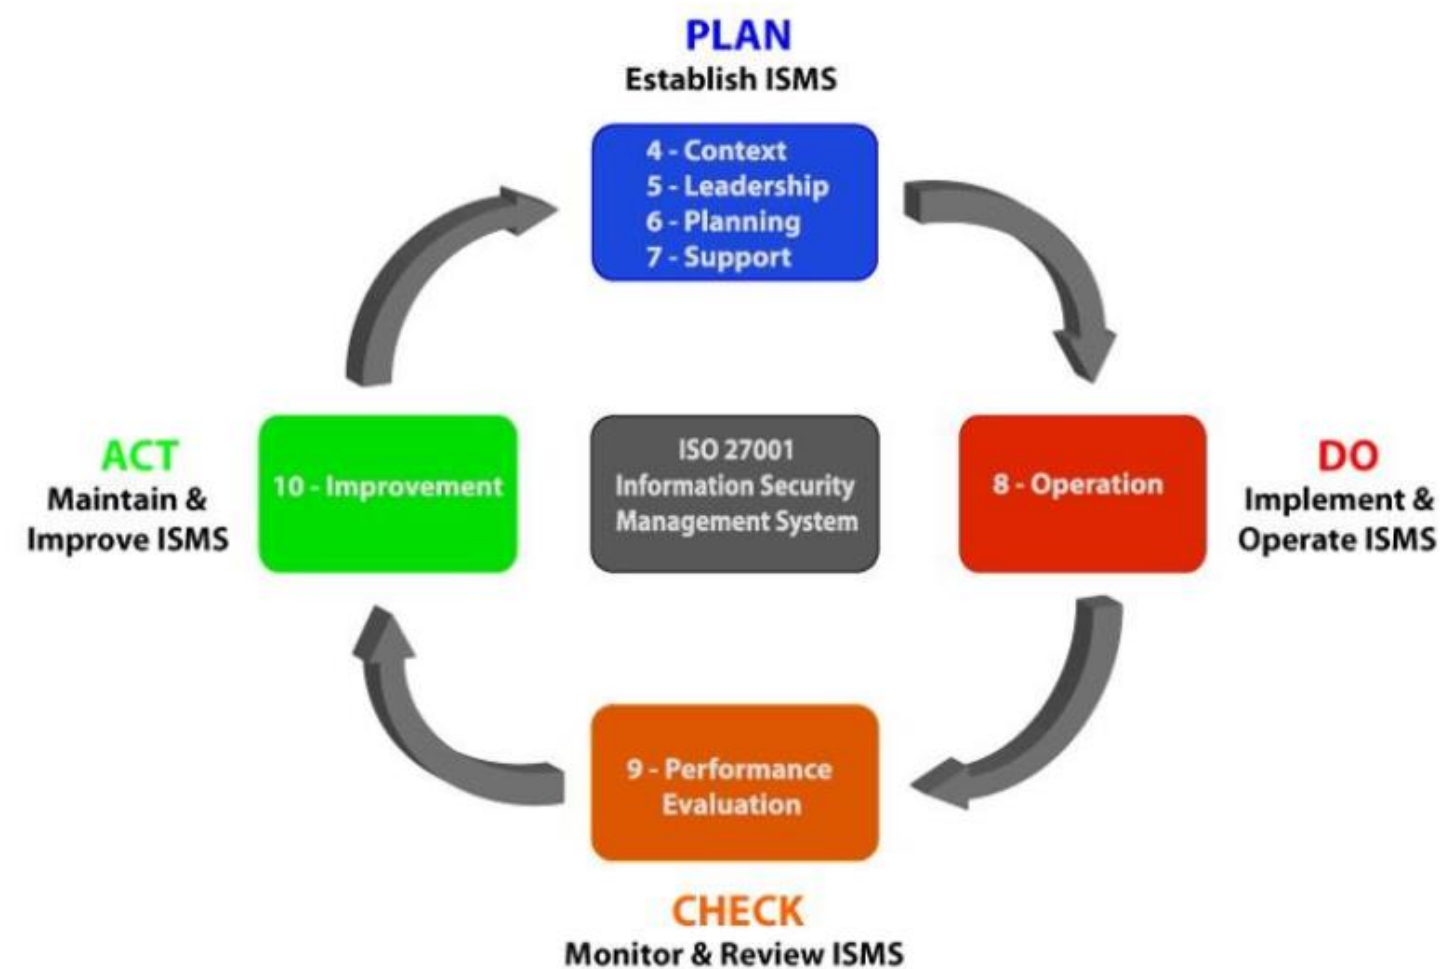 PLAN
Establish ISMS
4 - Context
5 - Leadership
6 - Planning
7 - Support
ACT
Maintain &
Improve ISMS
10 - Improvement
ISO 27001
Information Security
Management System
8 - Operation
DO
Implement &
Operate ISMS
9 - Performance
Evaluation
CHECK
Monitor & Review ISMS